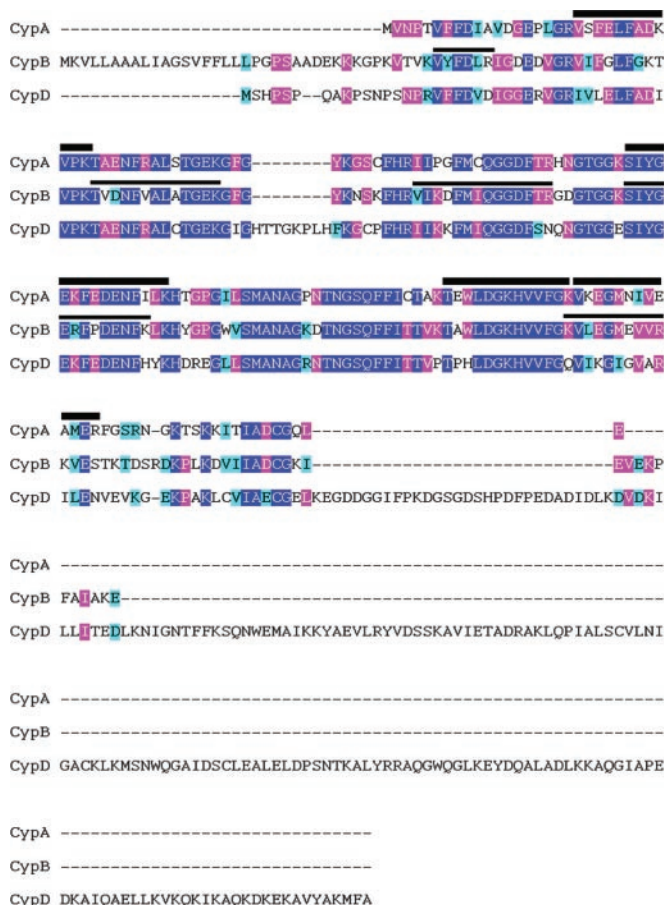 CypA --------------------------------MVNPTVFFDIAVDGEPLGRVSFELFADK
CypB MKVLLAAALIAGSVFFLLLPGPSAADEKKKGPKVTVKVYFDLRIGDEDVGRVIFGLFGKT
CypD ------------------MSHPSP--QAKPSNPSNPRVFFDVDIGGERVGRIVLELFADI
CypA VPKTAENFRALSTGEKGFG--------YKGSCFHRIIPGFMCQGGDFTRHNGTGGKSIYG
CypB VPKTVDNFVALATGEKGFG--------YKNSKFHRVIKDFMIQGGDFTRGDGTGGKSIYG
CypD VPKTAENFRALCTGEKGIGHTTGKPLHFKGCPFHRIIKKFMIQGGDFSNQNGTGGESIYG
CypA EKFEDENFILKHTGPGILSMANAGPNTNGSQFFICTAKTEWLDGKHVVFGKVKEGMNIVE
CypB ERFPDENFKLKHYGPGWVSMANAGKDTNGSQFFITTVKTAWLDGKHVVFGKVLEGMEVVR
CypD EKFEDENFHYKHDREGLLSMANAGRNTNGSQFFITTVPTPHLDGKHVVFGQVIKGIGVAR
CypA AMERFGSRN-GKTSKKITIADCGQL------------------------------E----
CypB KVESTKTDSRDKPLKDVIIADCGKI------------------------------EVEKP
CypD ILENVEVKG-EKPAKLCVIAECGELKEGDDGGIFPKDGSGDSHPDFPEDADIDLKDVDKI
CypA ------------------------------------------------------------
CypB FAIAKE------------------------------------------------------
CypD LLITEDLKNIGNTFFKSQNWEMAIKKYAEVLRYVDSSKAVIETADRAKLQPIALSCVLNI
CypA ------------------------------------------------------------
CypB ------------------------------------------------------------
CypD GACKLKMSNWQGAIDSCLEALELDPSNTKALYRRAQGWQGLKEYDQALADLKKAQGIAPE
CypA -------------------------------
CypB -------------------------------
CypD DKAIQAELLKVKQKIKAQKDKEKAVYAKMFA